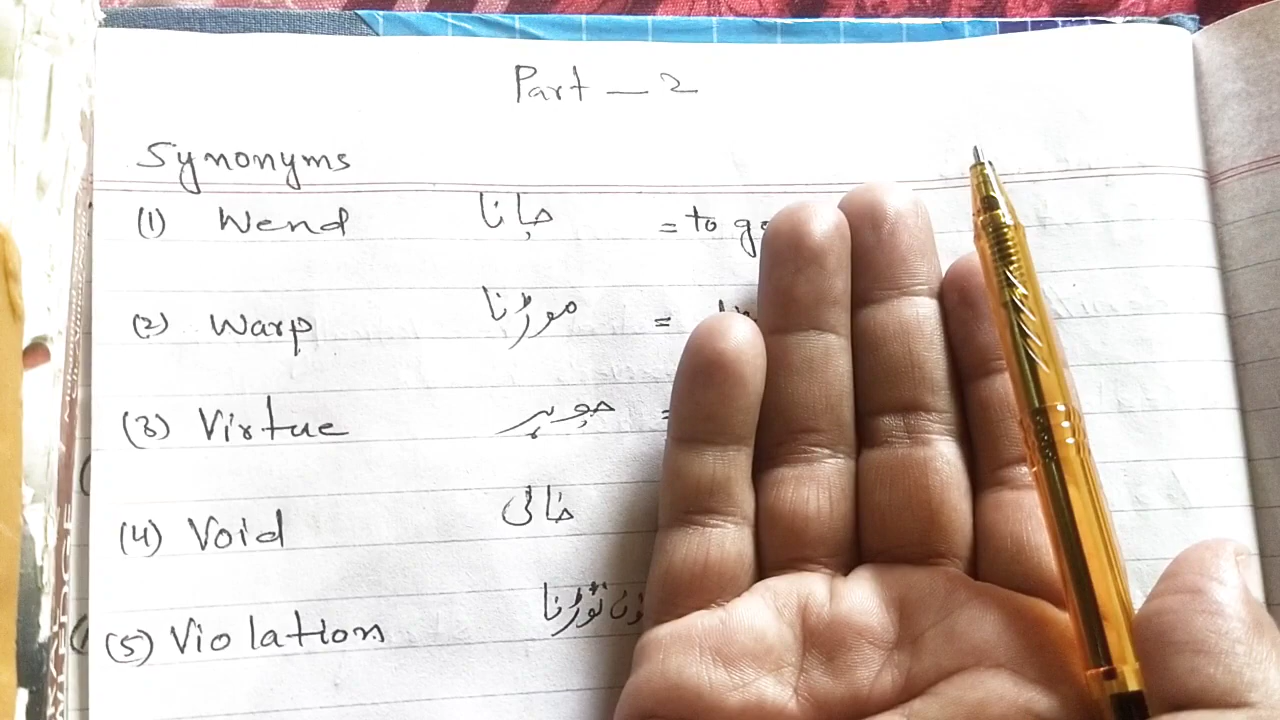 Part — 2
Synonyms
(1) Wend جانا = to go
(2) Warp موڑنا =
(3) Virtue جوہر =
(4) Void خالی
(5) Violation توڑنا